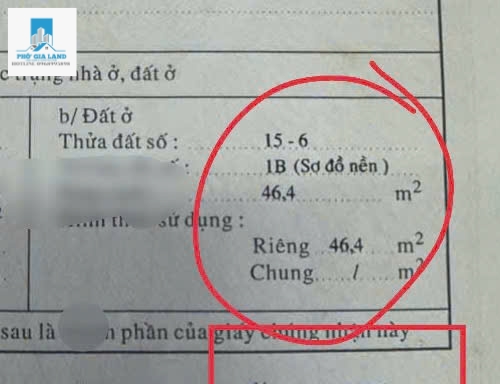 PHỐ GIA LAND
c trạng nhà ở, đất ở
b/ Đất ở
Thửa đất số : 15 - 6
1B (Sơ đồ nền)
46,4 m²
sử dụng :
Riêng 46,4 m²
Chung / m²
sau là phần của giấy chứng nhận này